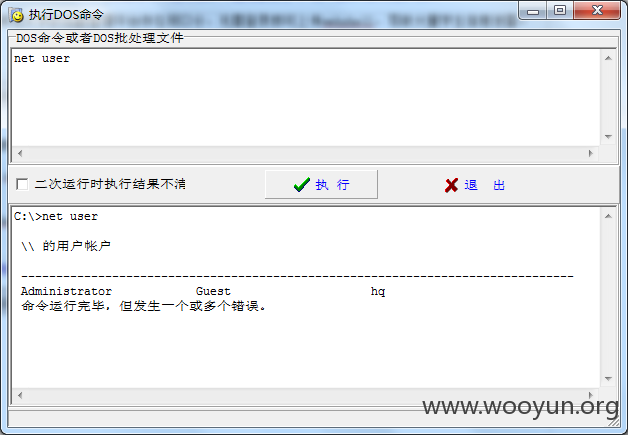 执行DOS命令
DOS命令或者DOS批处理文件
net user
二次运行时执行结果不清
执 行
退 出
C:\>net user
\\ 的用户帐户
-------------------------------------------------------------------------------
Administrator Guest hq
命令运行完毕，但发生一个或多个错误。
www.wooyun.org